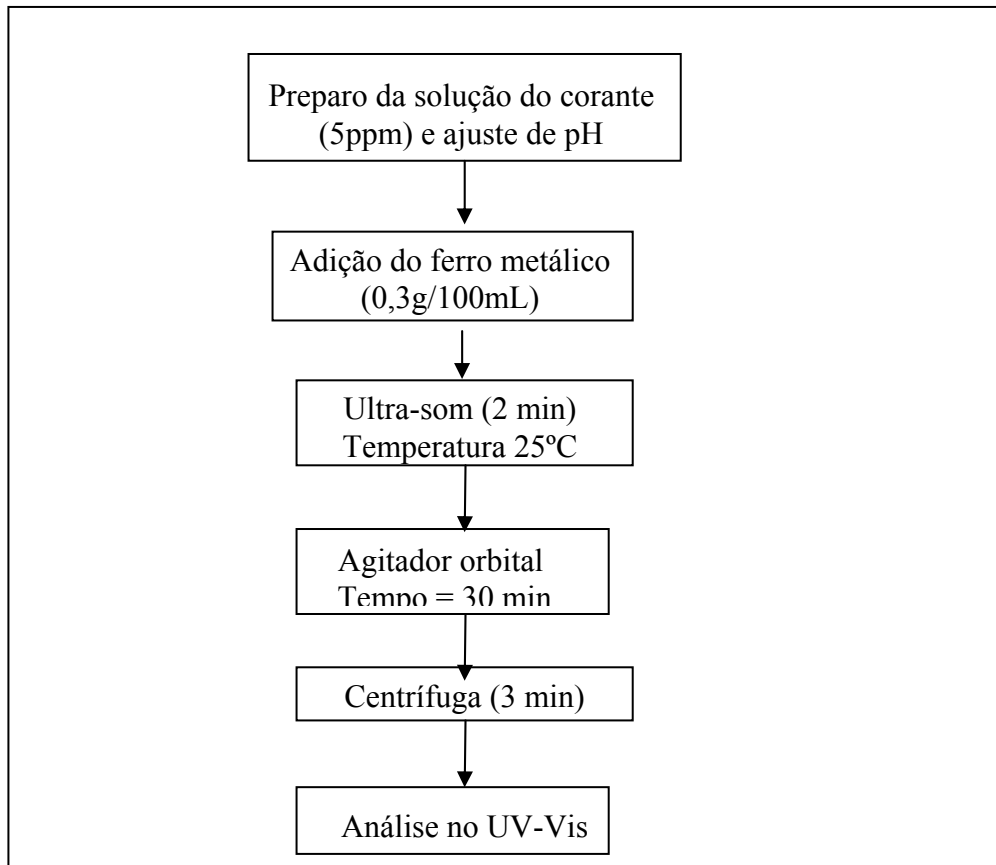 Preparo da solução do corante
(5ppm) e ajuste de pH
Adição do ferro metálico
(0,3g/100mL)
Ultra-som (2 min)
Temperatura 25ºC
Agitador orbital
Tempo = 30 min
Centrífuga (3 min)
Análise no UV-Vis